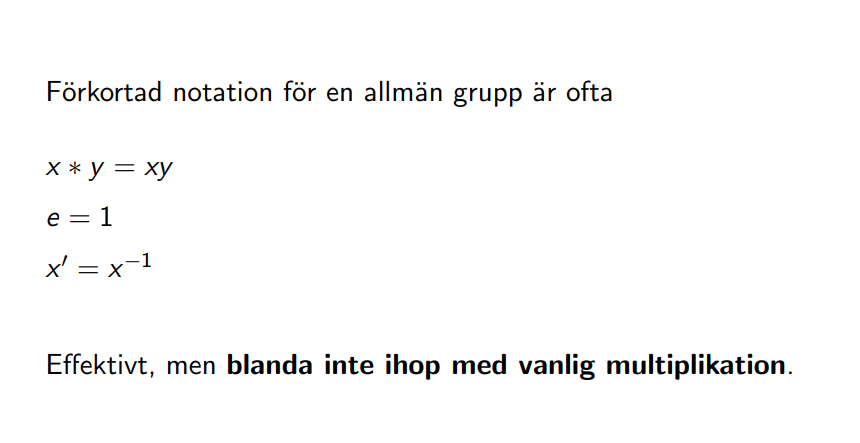 Förkortad notation för en allmän grupp är ofta
x ∗ y = xy
e = 1
x′ = x⁻¹
Effektivt, men blanda inte ihop med vanlig multiplikation.